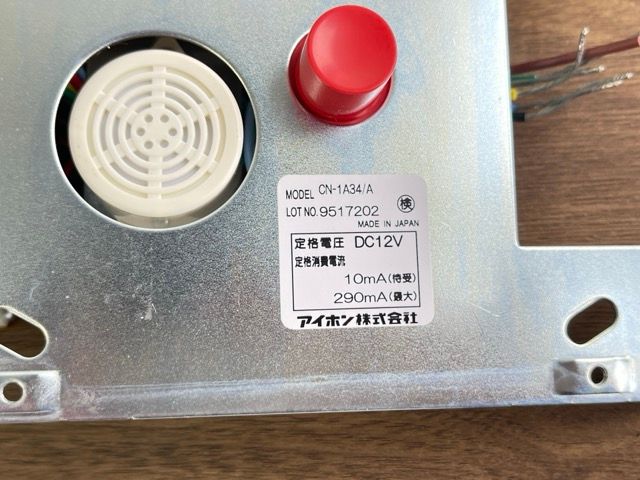 MODEL CN-1A34/A
LOT NO. 9517202 検
MADE IN JAPAN
定格電圧 DC12V
定格消費電流
10mA(待受)
290mA(最大)
アイホン株式会社